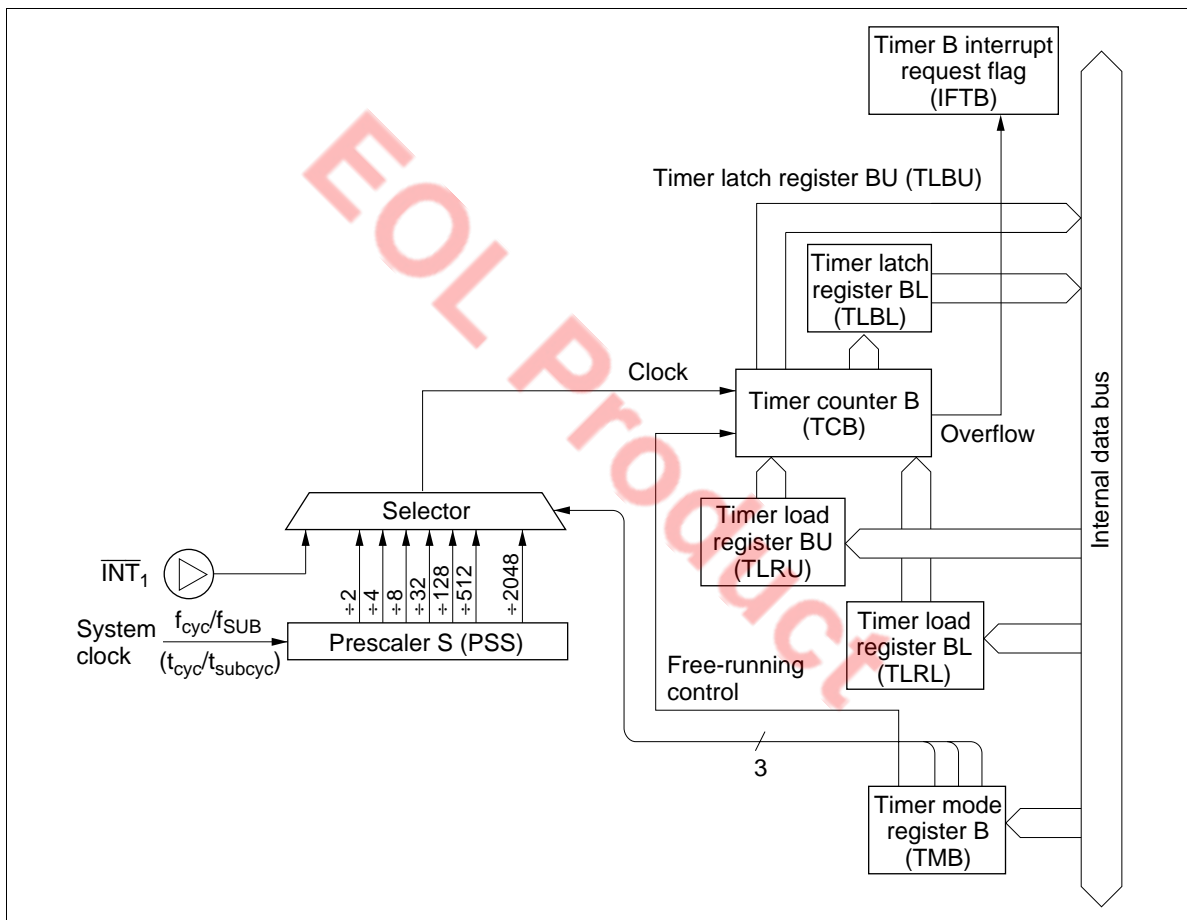 Timer B interrupt
request flag
(IFTB)
Timer latch register BU (TLBU)
Timer latch
register BL
(TLBL)
Clock
Timer counter B
(TCB)
Overflow
Internal data bus
Selector
Timer load
register BU
(TLRU)
INT1
÷2
÷4
÷8
÷32
÷128
÷512
÷2048
System
clock
fcyc/fSUB
(tcyc/tsubcyc)
Prescaler S (PSS)
Timer load
register BL
(TLRL)
Free-running
control
3
Timer mode
register B
(TMB)
EOL Product